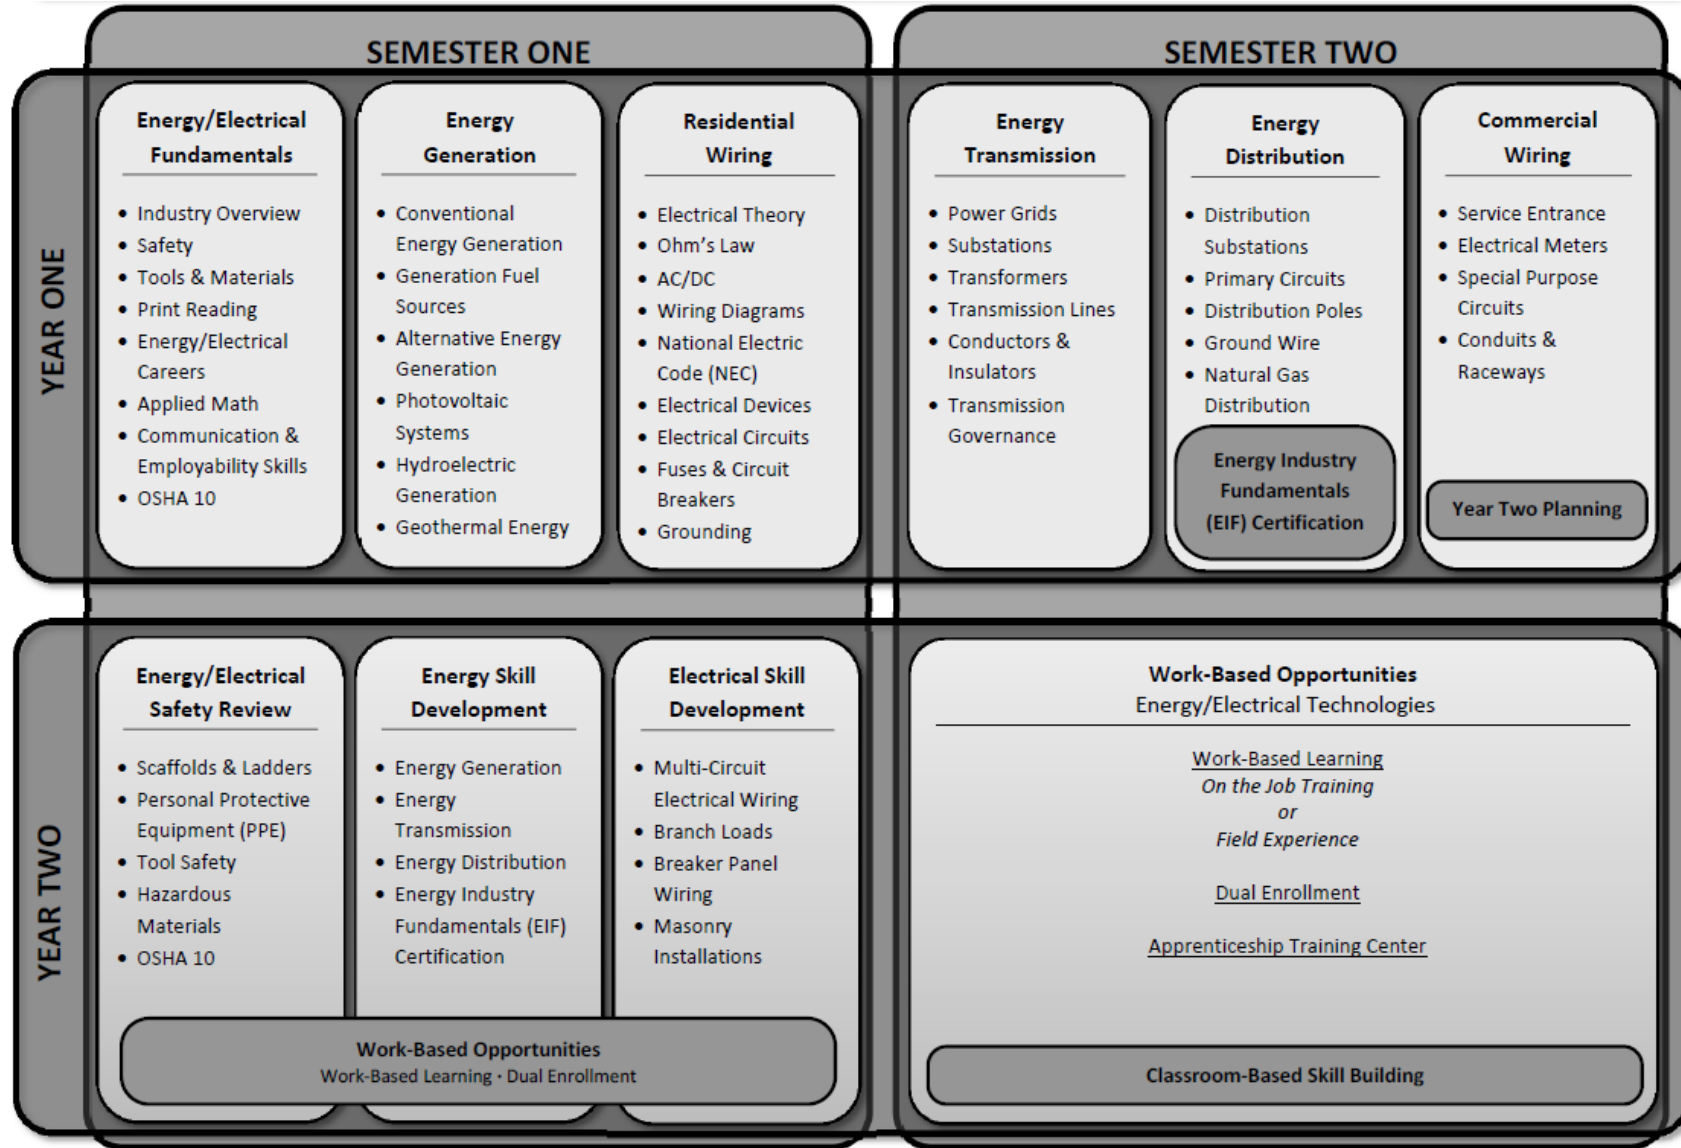 SEMESTER ONE
SEMESTER TWO
YEAR ONE
Energy/Electrical
Fundamentals
• Industry Overview
• Safety
• Tools & Materials
• Print Reading
• Energy/Electrical
Careers
• Applied Math
• Communication &
Employability Skills
• OSHA 10
Energy
Generation
• Conventional
Energy Generation
• Generation Fuel
Sources
• Alternative Energy
Generation
• Photovoltaic
Systems
• Hydroelectric
Generation
• Geothermal Energy
Residential
Wiring
• Electrical Theory
• Ohm's Law
• AC/DC
• Wiring Diagrams
• National Electric
Code (NEC)
• Electrical Devices
• Electrical Circuits
• Fuses & Circuit
Breakers
• Grounding
Energy
Transmission
• Power Grids
• Substations
• Transformers
• Transmission Lines
• Conductors &
Insulators
• Transmission
Governance
Energy
Distribution
• Distribution
Substations
• Primary Circuits
• Distribution Poles
• Ground Wire
• Natural Gas
Distribution
Energy Industry
Fundamentals
(EIF) Certification
Commercial
Wiring
• Service Entrance
• Electrical Meters
• Special Purpose
Circuits
• Conduits &
Raceways
Year Two Planning
YEAR TWO
Energy/Electrical
Safety Review
• Scaffolds & Ladders
• Personal Protective
Equipment (PPE)
• Tool Safety
• Hazardous
Materials
• OSHA 10
Energy Skill
Development
• Energy Generation
• Energy
Transmission
• Energy Distribution
• Energy Industry
Fundamentals (EIF)
Certification
Electrical Skill
Development
• Multi-Circuit
Electrical Wiring
• Branch Loads
• Breaker Panel
Wiring
• Masonry
Installations
Work-Based Opportunities
Work-Based Learning · Dual Enrollment
Work-Based Opportunities
Energy/Electrical Technologies
Work-Based Learning
On the Job Training
or
Field Experience
Dual Enrollment
Apprenticeship Training Center
Classroom-Based Skill Building